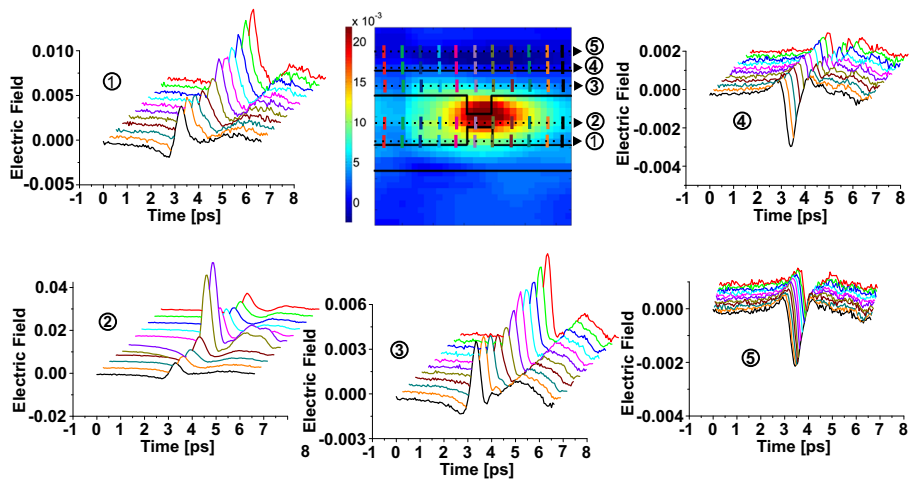 x 10⁻³
20
15
10
5
0
⑤
④
③
②
①
0.010
0.005
0.000
-0.005
Electric Field
①
-1 0 1 2 3 4 5 6 7 8
Time [ps]
0.002
0.000
-0.002
-0.004
Electric Field
④
-1 0 1 2 3 4 5 6 7 8
Time [ps]
0.04
0.02
0.00
-0.02
Electric Field
②
-1 0 1 2 3 4 5 6 7
8
Time [ps]
0.006
0.003
0.000
-0.003
Electric Field
③
-1 0 1 2 3 4 5 6 7 8
Time [ps]
0.000
-0.002
-0.004
Electric Field
⑤
-1 0 1 2 3 4 5 6 7 8
Time [ps]